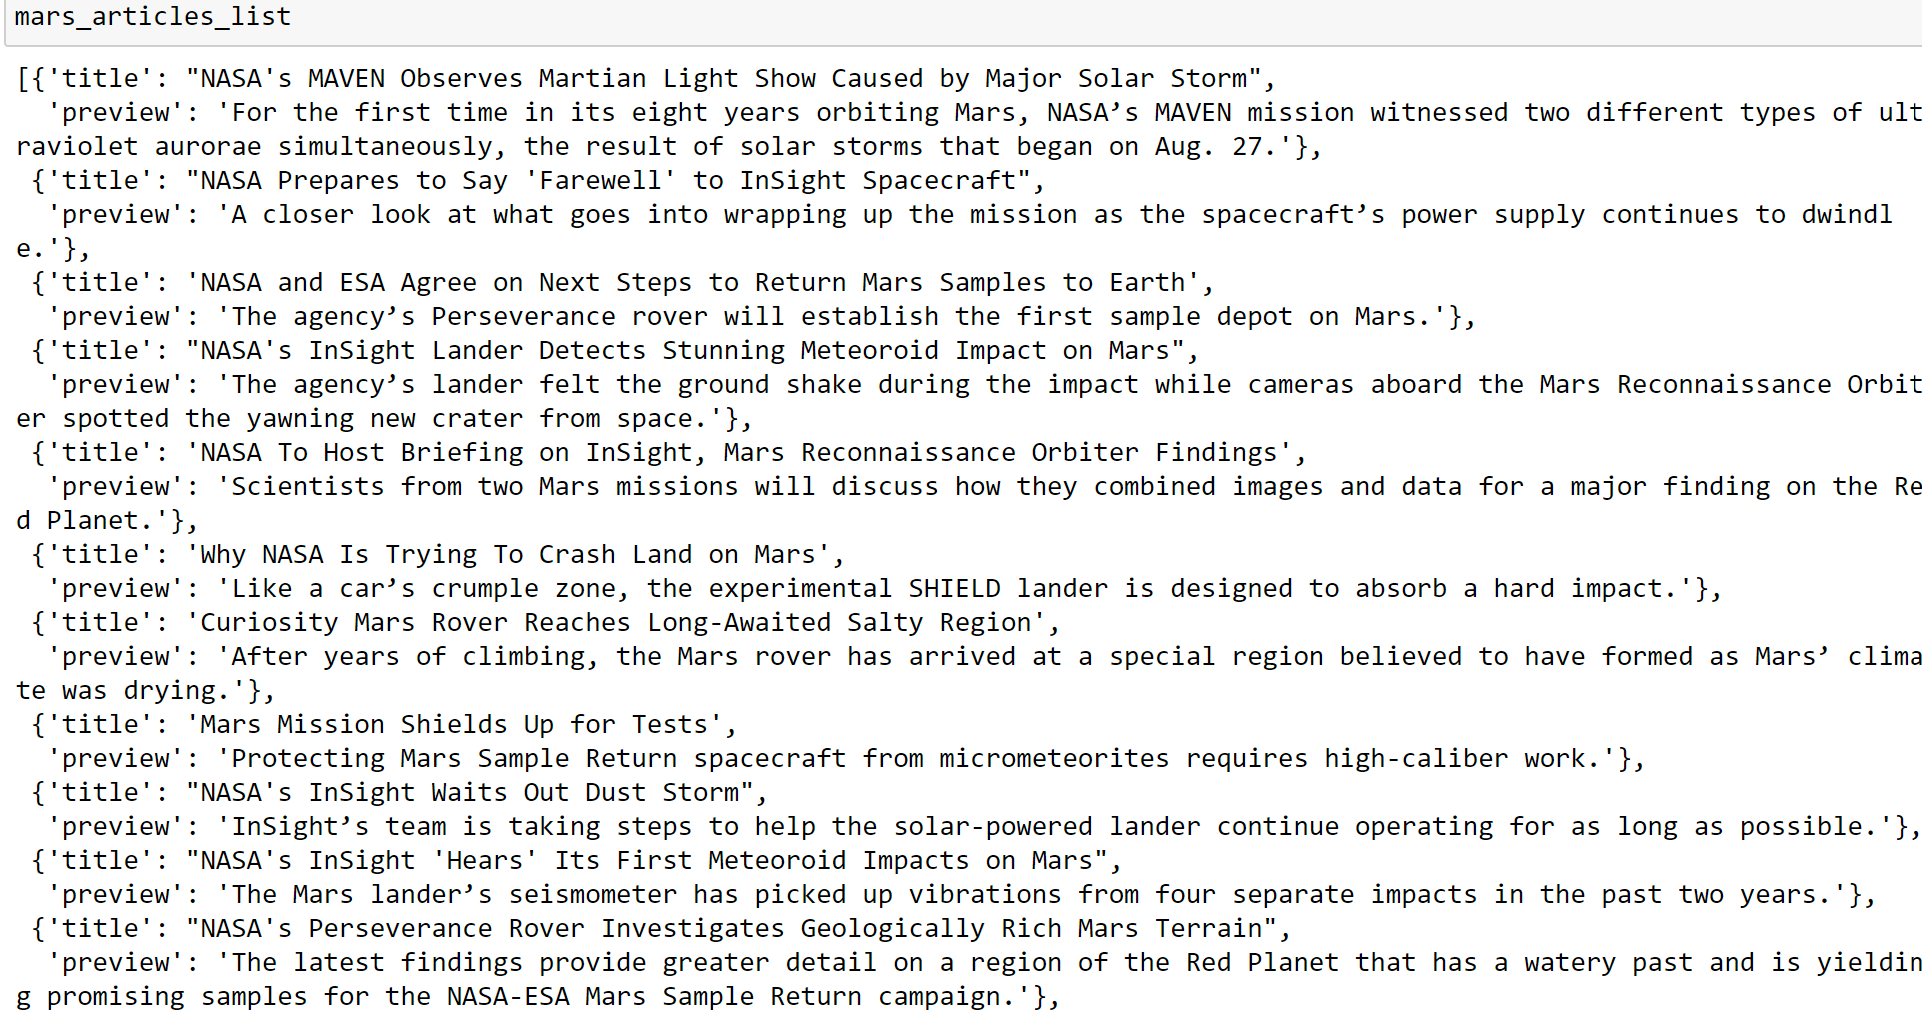 mars_articles_list
[{'title': "NASA's MAVEN Observes Martian Light Show Caused by Major Solar Storm",
  'preview': 'For the first time in its eight years orbiting Mars, NASA’s MAVEN mission witnessed two different types of ult
raviolet aurorae simultaneously, the result of solar storms that began on Aug. 27.'},
 {'title': "NASA Prepares to Say 'Farewell' to InSight Spacecraft",
  'preview': 'A closer look at what goes into wrapping up the mission as the spacecraft’s power supply continues to dwindl
e.'},
 {'title': 'NASA and ESA Agree on Next Steps to Return Mars Samples to Earth',
  'preview': 'The agency’s Perseverance rover will establish the first sample depot on Mars.'},
 {'title': "NASA's InSight Lander Detects Stunning Meteoroid Impact on Mars",
  'preview': 'The agency’s lander felt the ground shake during the impact while cameras aboard the Mars Reconnaissance Orbit
er spotted the yawning new crater from space.'},
 {'title': 'NASA To Host Briefing on InSight, Mars Reconnaissance Orbiter Findings',
  'preview': 'Scientists from two Mars missions will discuss how they combined images and data for a major finding on the Re
d Planet.'},
 {'title': 'Why NASA Is Trying To Crash Land on Mars',
  'preview': 'Like a car’s crumple zone, the experimental SHIELD lander is designed to absorb a hard impact.'},
 {'title': 'Curiosity Mars Rover Reaches Long-Awaited Salty Region',
  'preview': 'After years of climbing, the Mars rover has arrived at a special region believed to have formed as Mars’ clima
te was drying.'},
 {'title': 'Mars Mission Shields Up for Tests',
  'preview': 'Protecting Mars Sample Return spacecraft from micrometeorites requires high-caliber work.'},
 {'title': "NASA's InSight Waits Out Dust Storm",
  'preview': 'InSight’s team is taking steps to help the solar-powered lander continue operating for as long as possible.'},
 {'title': "NASA's InSight 'Hears' Its First Meteoroid Impacts on Mars",
  'preview': 'The Mars lander’s seismometer has picked up vibrations from four separate impacts in the past two years.'},
 {'title': "NASA's Perseverance Rover Investigates Geologically Rich Mars Terrain",
  'preview': 'The latest findings provide greater detail on a region of the Red Planet that has a watery past and is yieldin
g promising samples for the NASA-ESA Mars Sample Return campaign.'},